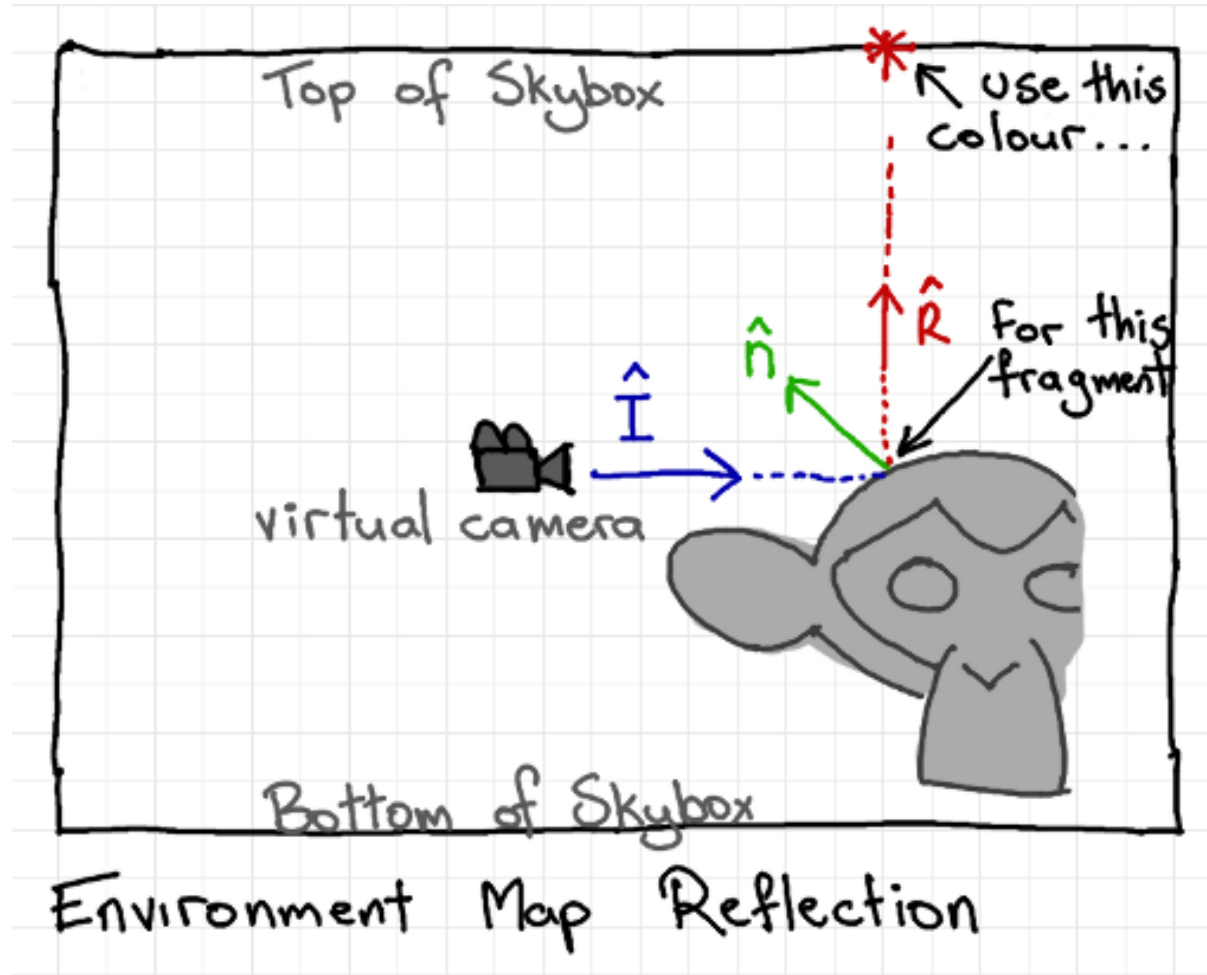 Top of Skybox
use this
colour...
R̂
For this
fragment
n̂
Î
virtual camera
Bottom of Skybox
Environment Map Reflection